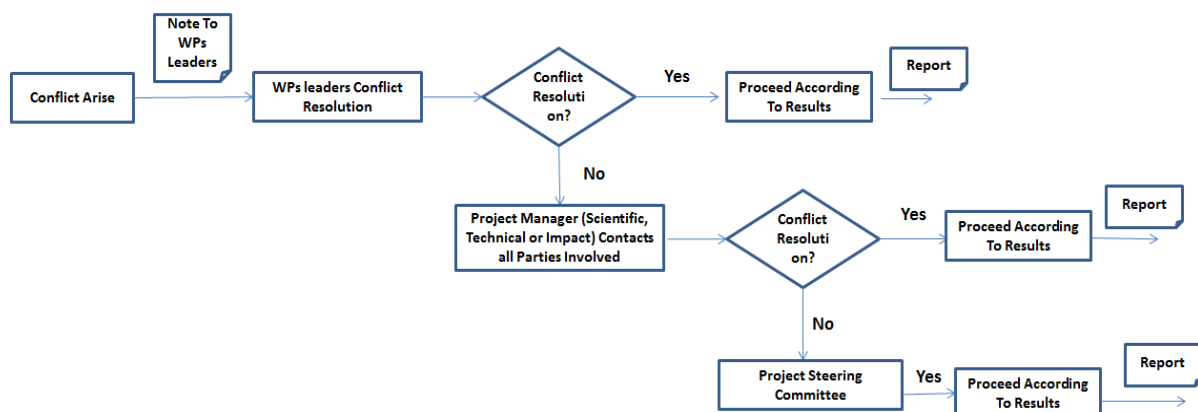 Note To
WPs
Leaders
Conflict Arise
WPs leaders Conflict
Resolution
Conflict
Resoluti
on?
Yes
Proceed According
To Results
Report
No
Project Manager (Scientific,
Technical or Impact) Contacts
all Parties Involved
Conflict
Resoluti
on?
Yes
Proceed According
To Results
Report
No
Project Steering
Committee
Yes
Proceed According
To Results
Report